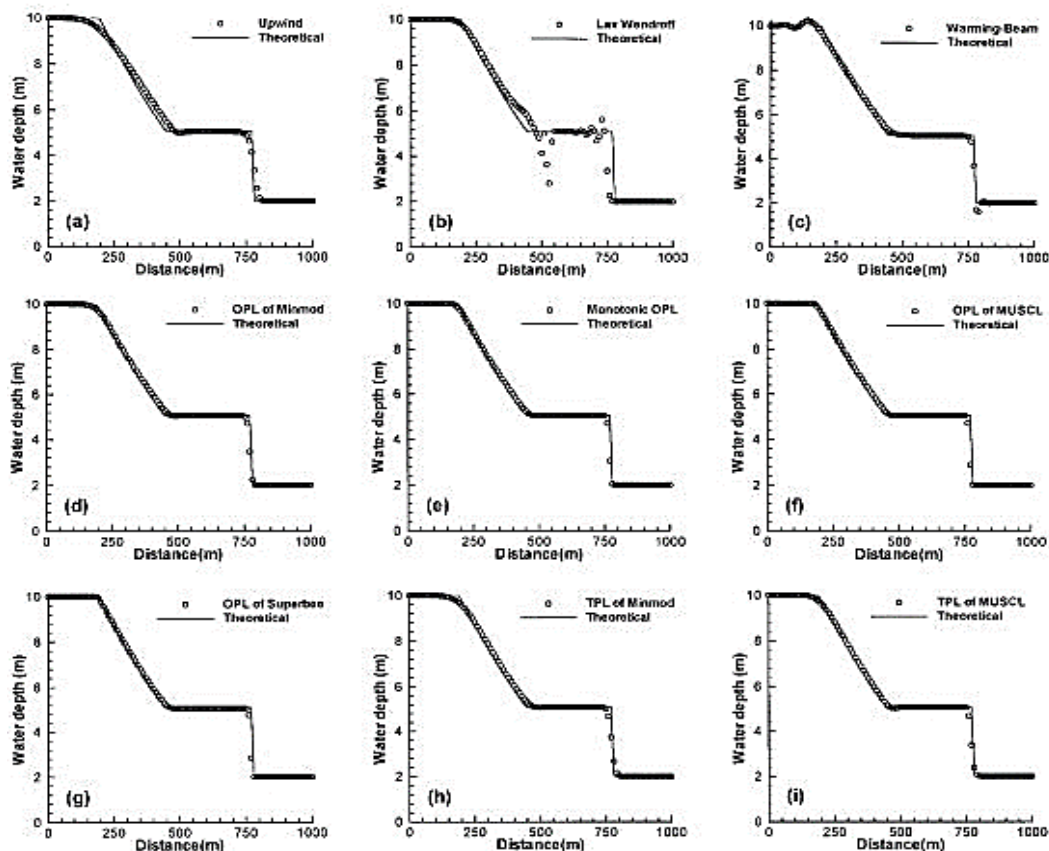 Upwind
Theoretical
Water depth (m)
10
8
6
4
2
0
(a)
0 250 500 750 1000
Distance(m)
Lax Wendroff
Theoretical
Water depth (m)
10
8
6
4
2
0
(b)
0 250 500 750 1000
Distance(m)
Warming-Beam
Theoretical
Water depth (m)
10
8
6
4
2
0
(c)
0 250 500 750 1000
Distance(m)
OPL of Minmod
Theoretical
Water depth (m)
10
8
6
4
2
0
(d)
0 250 500 750 1000
Distance(m)
Monotonic OPL
Theoretical
Water depth (m)
10
8
6
4
2
0
(e)
0 250 500 750 1000
Distance(m)
OPL of MUSCL
Theoretical
Water depth (m)
10
8
6
4
2
0
(f)
0 250 500 750 1000
Distance(m)
OPL of Superbee
Theoretical
Water depth (m)
10
8
6
4
2
0
(g)
0 250 500 750 1000
Distance(m)
TPL of Minmod
Theoretical
Water depth (m)
10
8
6
4
2
0
(h)
0 250 500 750 1000
Distance(m)
TPL of MUSCL
Theoretical
Water depth (m)
10
8
6
4
2
0
(i)
0 250 500 750 1000
Distance(m)